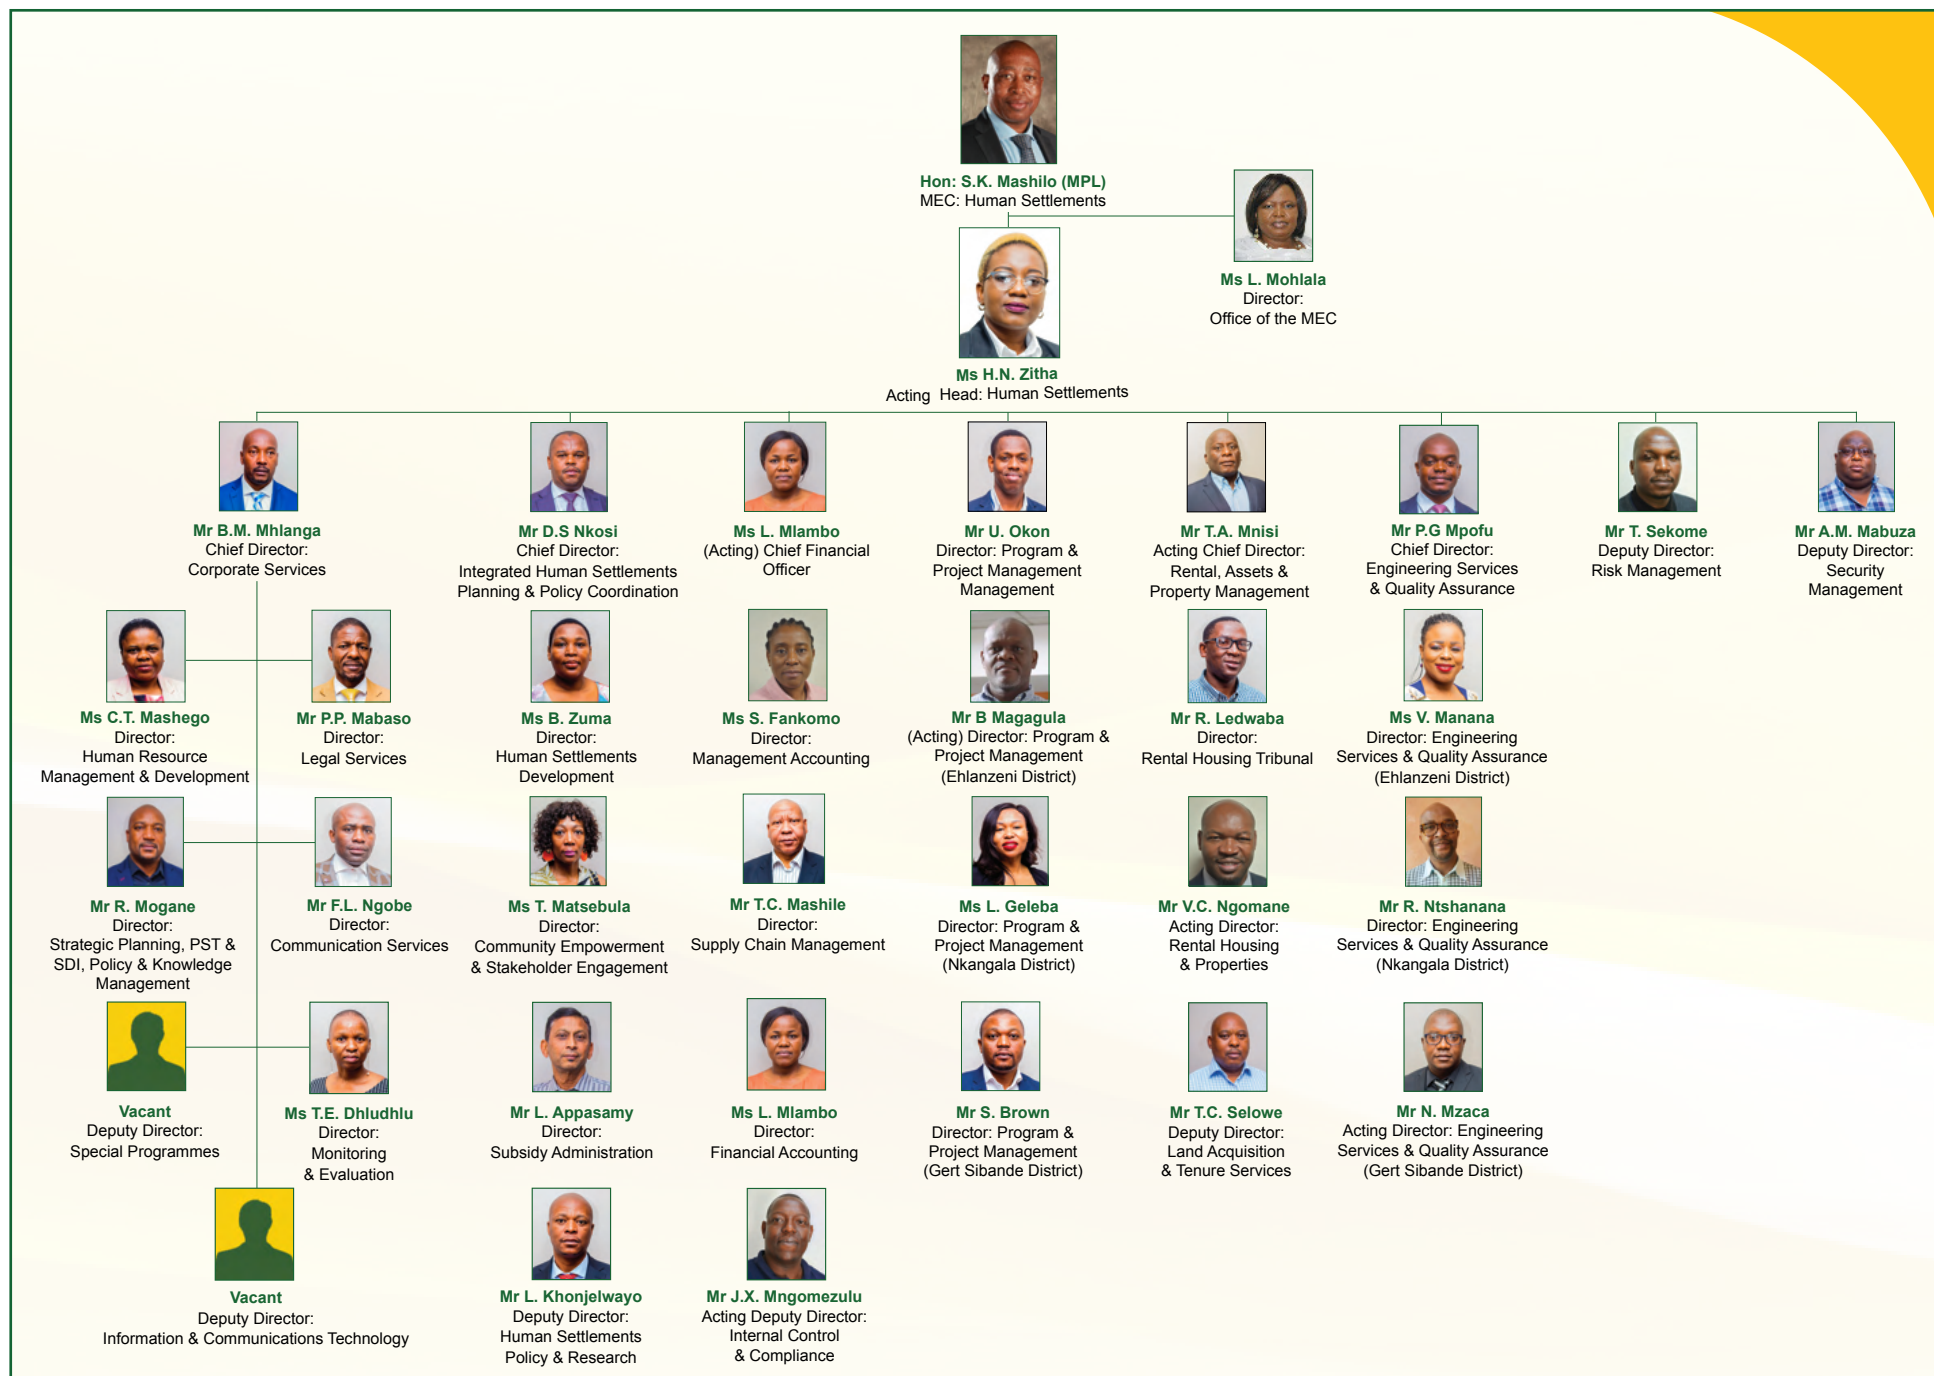 Hon: S.K. Mashilo (MPL)
MEC: Human Settlements
Ms L. Mohlala
Director:
Office of the MEC
Ms H.N. Zitha
Acting Head: Human Settlements
Mr B.M. Mhlanga
Chief Director:
Corporate Services
Mr D.S Nkosi
Chief Director:
Integrated Human Settlements
Planning & Policy Coordination
Ms L. Mlambo
(Acting) Chief Financial
Officer
Mr U. Okon
Director: Program &
Project Management
Management
Mr T.A. Mnisi
Acting Chief Director:
Rental, Assets &
Property Management
Mr P.G Mpofu
Chief Director:
Engineering Services
& Quality Assurance
Mr T. Sekome
Deputy Director:
Risk Management
Mr A.M. Mabuza
Deputy Director:
Security
Management
Ms C.T. Mashego
Director:
Human Resource
Management & Development
Mr P.P. Mabaso
Director:
Legal Services
Ms B. Zuma
Director:
Human Settlements
Development
Ms S. Fankomo
Director:
Management Accounting
Mr B Magagula
(Acting) Director: Program &
Project Management
(Ehlanzeni District)
Mr R. Ledwaba
Director:
Rental Housing Tribunal
Ms V. Manana
Director: Engineering
Services & Quality Assurance
(Ehlanzeni District)
Mr R. Mogane
Director:
Strategic Planning, PST &
SDI, Policy & Knowledge
Management
Mr F.L. Ngobe
Director:
Communication Services
Ms T. Matsebula
Director:
Community Empowerment
& Stakeholder Engagement
Mr T.C. Mashile
Director:
Supply Chain Management
Ms L. Geleba
Director: Program &
Project Management
(Nkangala District)
Mr V.C. Ngomane
Acting Director:
Rental Housing
& Properties
Mr R. Ntshanana
Director: Engineering
Services & Quality Assurance
(Nkangala District)
Vacant
Deputy Director:
Special Programmes
Ms T.E. Dhludhlu
Director:
Monitoring
& Evaluation
Mr L. Appasamy
Director:
Subsidy Administration
Ms L. Mlambo
Director:
Financial Accounting
Mr S. Brown
Director: Program &
Project Management
(Gert Sibande District)
Mr T.C. Selowe
Deputy Director:
Land Acquisition
& Tenure Services
Mr N. Mzaca
Acting Director: Engineering
Services & Quality Assurance
(Gert Sibande District)
Vacant
Deputy Director:
Information & Communications Technology
Mr L. Khonjelwayo
Deputy Director:
Human Settlements
Policy & Research
Mr J.X. Mngomezulu
Acting Deputy Director:
Internal Control
& Compliance